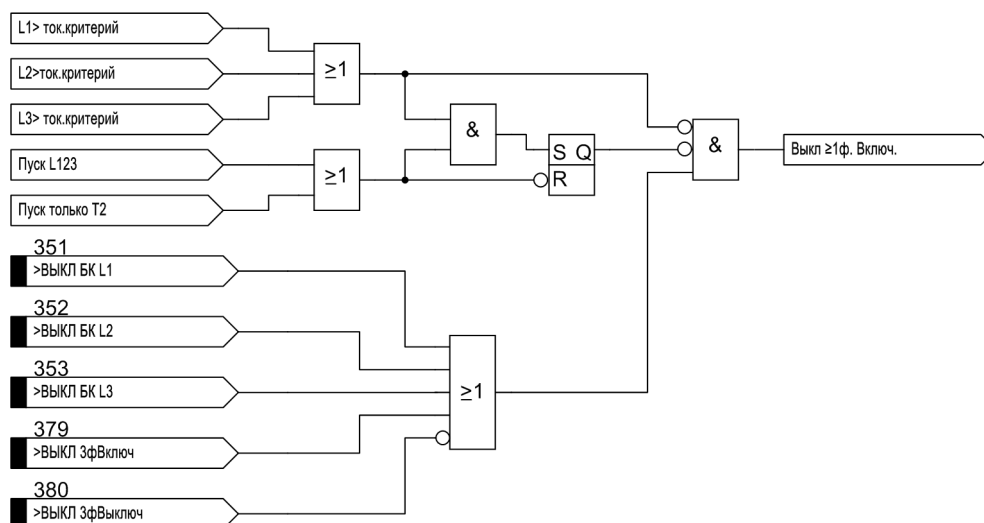 L1> ток.критерий
L2>ток.критерий
L3> ток.критерий
Пуск L123
Пуск только T2
≥1
≥1
&
S Q
R
&
Выкл ≥1ф. Включ.
351
>ВЫКЛ БК L1
352
>ВЫКЛ БК L2
353
>ВЫКЛ БК L3
379
>ВЫКЛ 3фВключ
380
>ВЫКЛ 3фВыключ
≥1